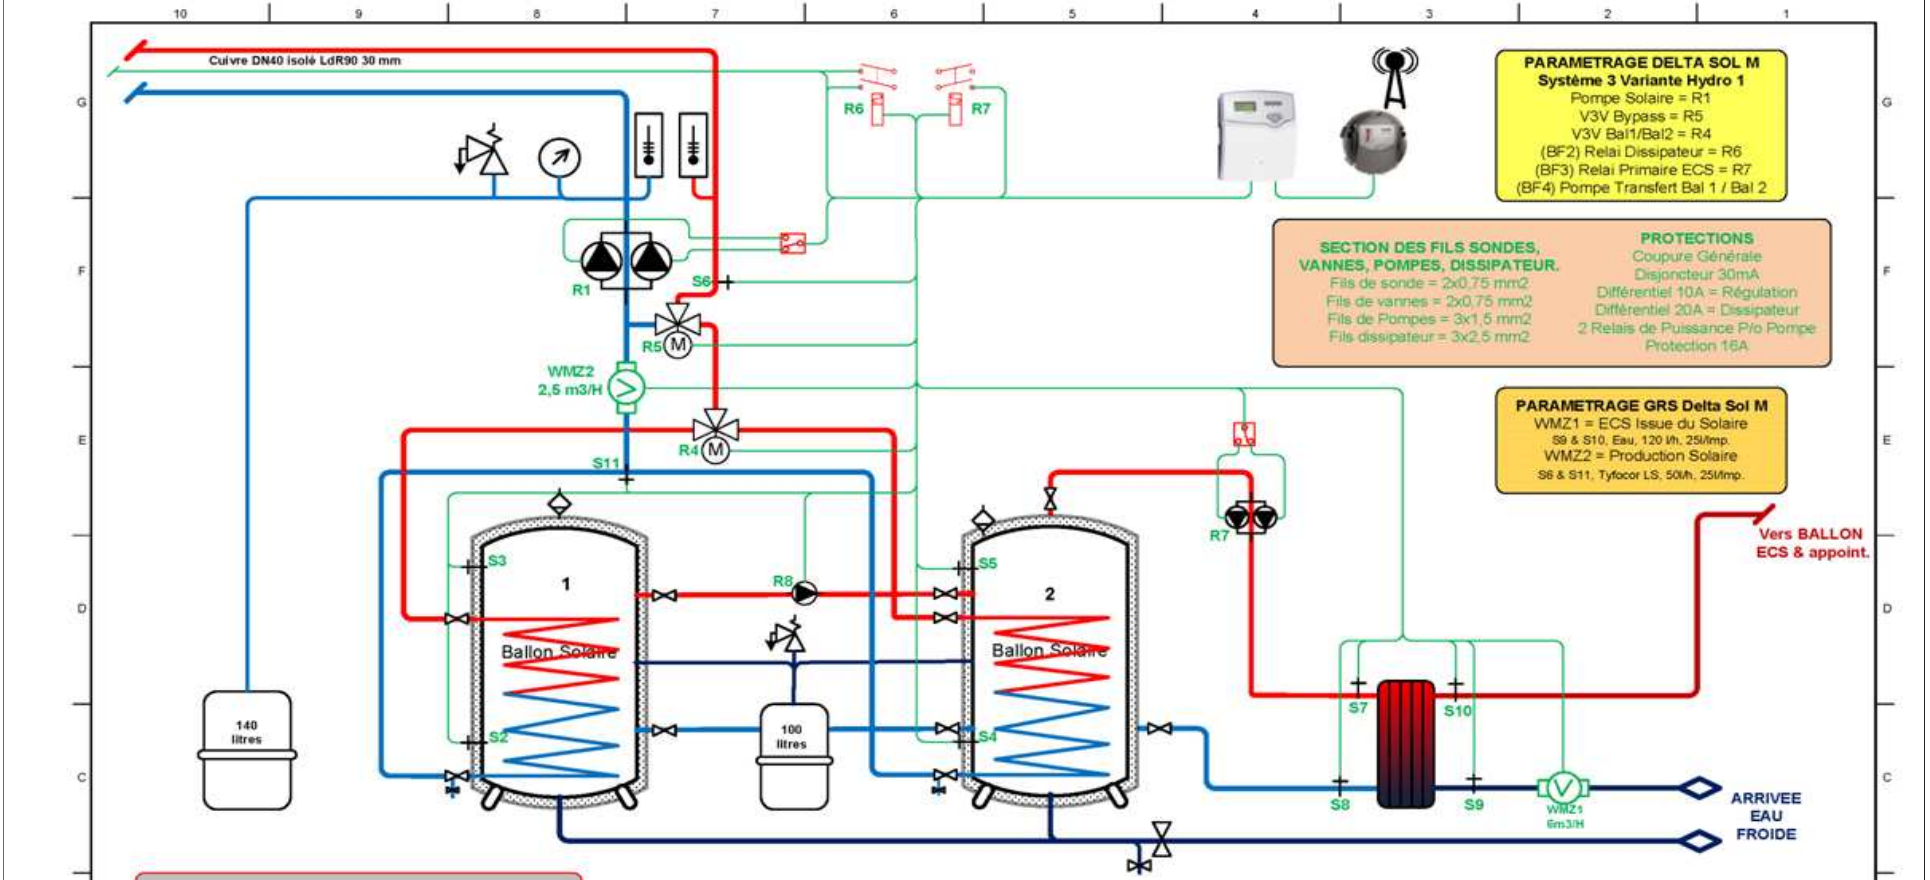 10 9 8 7 6 5 4 3 2 1
Cuivre DN40 isolé LdR90 30 mm
G
R6
R7
G
PARAMETRAGE DELTA SOL M
Système 3 Variante Hydro 1
Pompe Solaire = R1
V3V Bypass = R5
V3V Bal1/Bal2 = R4
(BF2) Relai Dissipateur = R6
(BF3) Relai Primaire ECS = R7
(BF4) Pompe Transfert Bal 1 / Bal 2
F
R1
S6
F
SECTION DES FILS SONDES,
VANNES, POMPES, DISSIPATEUR.
Fils de sonde = 2x0,75 mm2
Fils de vannes = 2x0,75 mm2
Fils de Pompes = 3x1,5 mm2
Fils dissipateur = 3x2,5 mm2
PROTECTIONS
Coupure Générale
Disjoncteur 30mA
Différentiel 10A = Régulation
Différentiel 20A = Dissipateur
2 Relais de Puissance P/o Pompe
Protection 16A
R5
M
WMZ2
2,5 m3/H
E
R4
M
S11
E
PARAMETRAGE GRS Delta Sol M
WMZ1 = ECS Issue du Solaire
S9 & S10, Eau, 120 l/h, 25l/Imp.
WMZ2 = Production Solaire
S6 & S11, Tyfocor LS, 50l/h, 25l/Imp.
R7
Vers BALLON
ECS & appoint.
D
S3
1
R8
S5
2
D
Ballon Solaire
Ballon Solaire
140
litres
S2
100
litres
S4
S7
S10
C
S8
S9
WMZ1
6m3/H
C
ARRIVEE
EAU
FROIDE